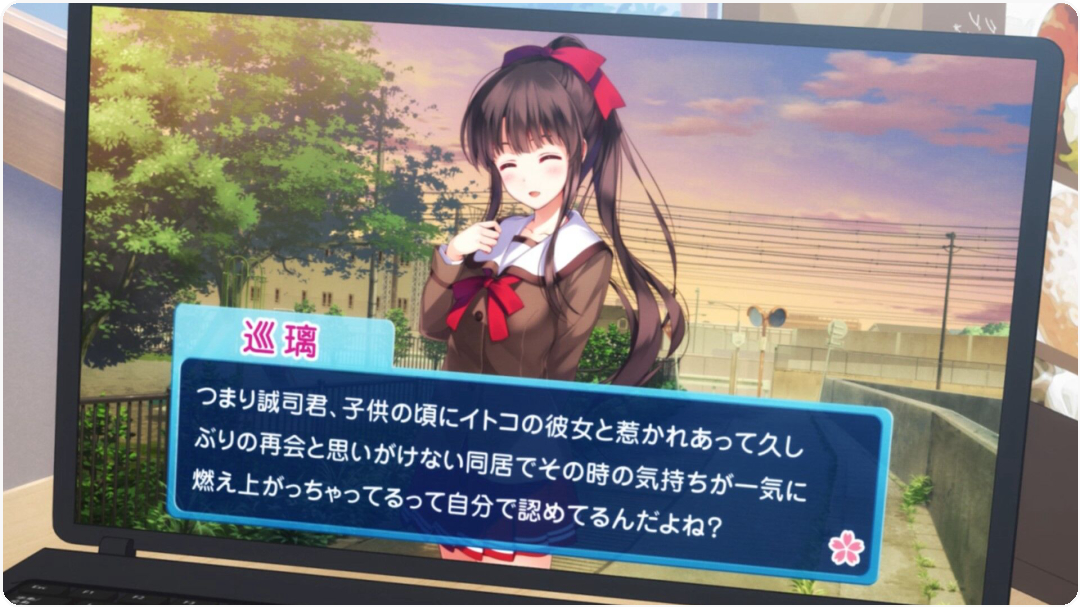 巡璃
つまり誠司君、子供の頃にイトコの彼女と惹かれあって久し
ぶりの再会と思いがけない同居でその時の気持ちが一気に
燃え上がっちゃってるって自分で認めてるんだよね?